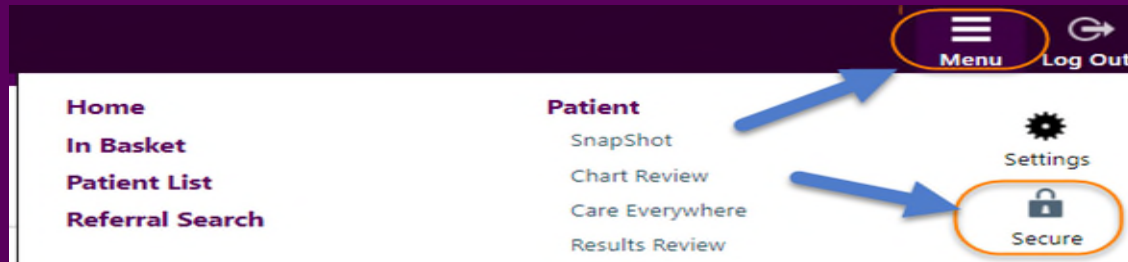 Menu
Log Out
Home
In Basket
Patient List
Referral Search
Patient
SnapShot
Chart Review
Care Everywhere
Results Review
Settings
Secure